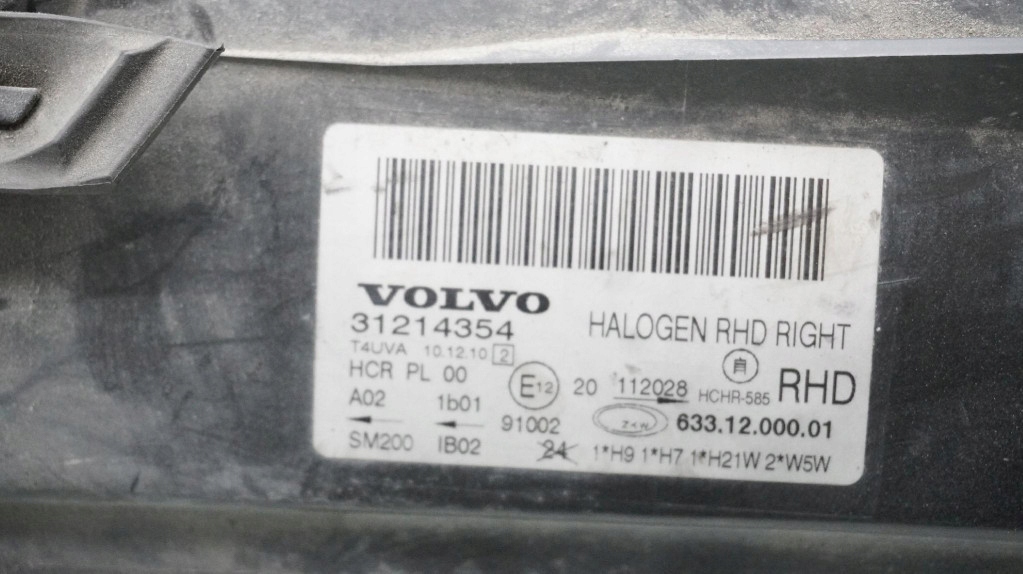 VOLVO
31214354 HALOGEN RHD RIGHT
T4UVA 10.12.10 2
HCR PL 00 E12 20 112028 HCHR-585 RHD
A02 1b01 91002 ZKW 633.12.000.01
SM200 IB02 24 1*H9 1*H7 1*H21W 2*W5W